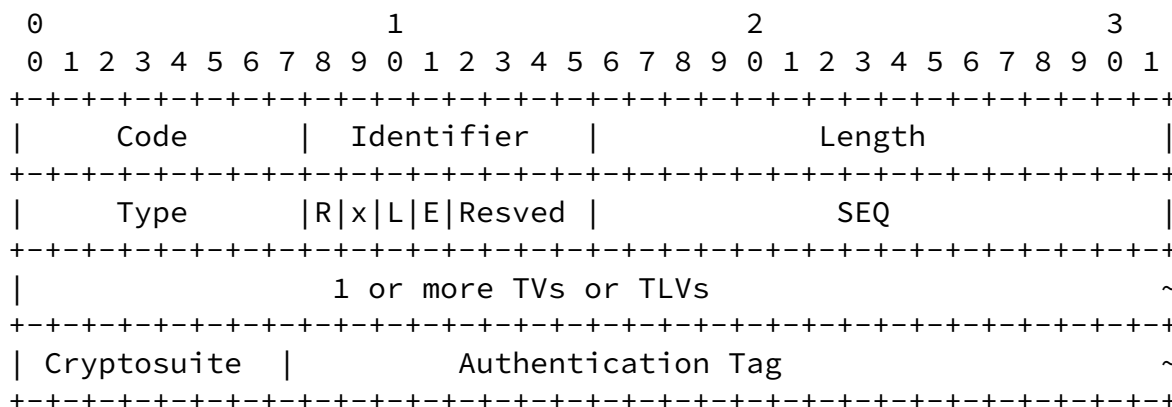 0                   1                   2                   3
 0 1 2 3 4 5 6 7 8 9 0 1 2 3 4 5 6 7 8 9 0 1 2 3 4 5 6 7 8 9 0 1
+-+-+-+-+-+-+-+-+-+-+-+-+-+-+-+-+-+-+-+-+-+-+-+-+-+-+-+-+-+-+-+-+
|     Code      |  Identifier   |            Length             |
+-+-+-+-+-+-+-+-+-+-+-+-+-+-+-+-+-+-+-+-+-+-+-+-+-+-+-+-+-+-+-+-+
|     Type      |R|x|L|E|Resved |             SEQ               |
+-+-+-+-+-+-+-+-+-+-+-+-+-+-+-+-+-+-+-+-+-+-+-+-+-+-+-+-+-+-+-+-+
|                 1 or more TVs or TLVs                         ~
+-+-+-+-+-+-+-+-+-+-+-+-+-+-+-+-+-+-+-+-+-+-+-+-+-+-+-+-+-+-+-+-+
| Cryptosuite  |         Authentication Tag                     ~
+-+-+-+-+-+-+-+-+-+-+-+-+-+-+-+-+-+-+-+-+-+-+-+-+-+-+-+-+-+-+-+-+